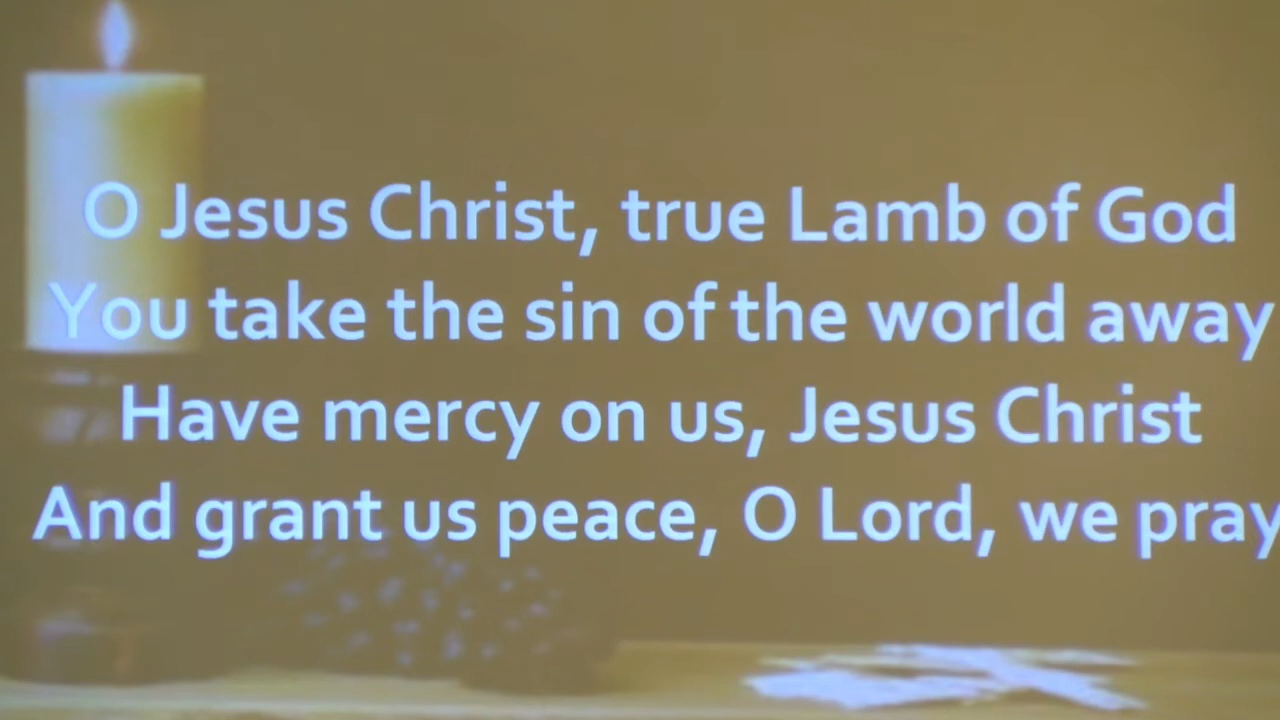 O Jesus Christ, true Lamb of God
You take the sin of the world away
Have mercy on us, Jesus Christ
And grant us peace, O Lord, we pray